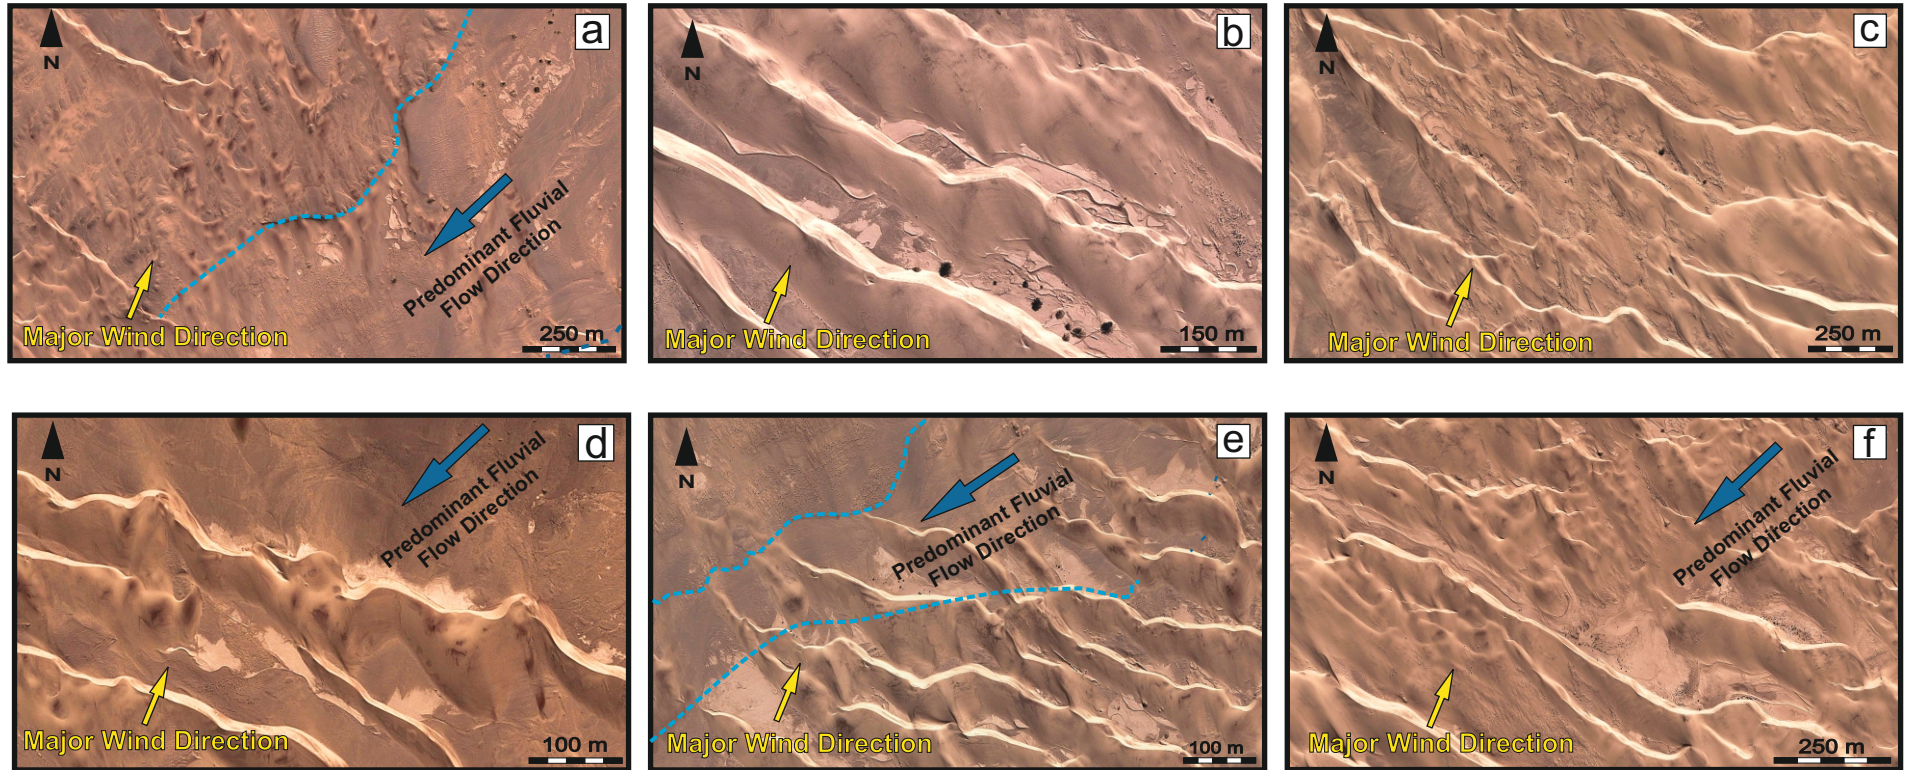 a
N
Predominant Fluvial
Flow Direction
Major Wind Direction
250 m
b
N
Major Wind Direction
150 m
c
N
Major Wind Direction
250 m
d
N
Predominant Fluvial
Flow Direction
Major Wind Direction
100 m
e
N
Predominant Fluvial
Flow Direction
Major Wind Direction
100 m
f
N
Predominant Fluvial
Flow Direction
Major Wind Direction
250 m